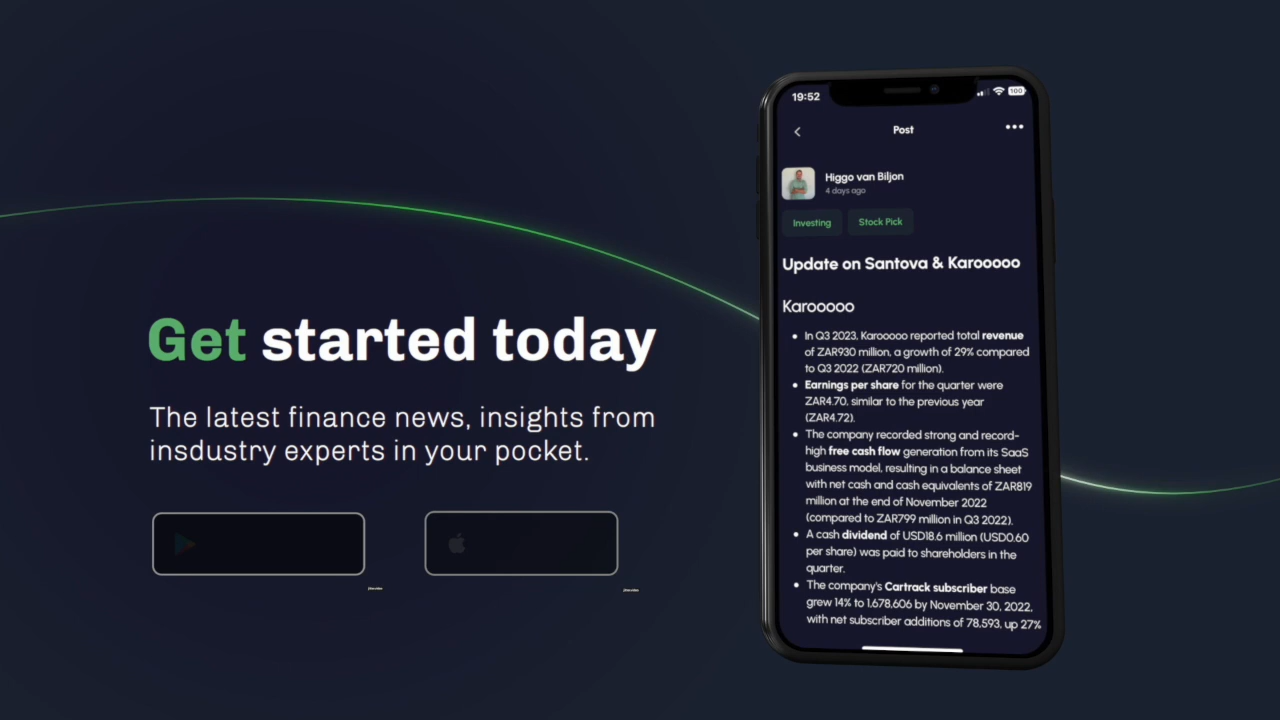 Get started today
The latest finance news, insights from
insdustry experts in your pocket.
19:52
100
Post
Higgo van Biljon
4 days ago
Investing
Stock Pick
Update on Santova & Karooooo
Karooooo
In Q3 2023, Karooooo reported total revenue
of ZAR930 million, a growth of 29% compared
to Q3 2022 (ZAR720 million).
Earnings per share for the quarter were
ZAR4.70, similar to the previous year
(ZAR4.72).
The company recorded strong and record-
high free cash flow generation from its SaaS
business model, resulting in a balance sheet
with net cash and cash equivalents of ZAR819
million at the end of November 2022
(compared to ZAR799 million in Q3 2022).
A cash dividend of USD18.6 million (USD0.60
per share) was paid to shareholders in the
quarter.
The company's Cartrack subscriber base
grew 14% to 1,678,606 by November 30, 2022,
with net subscriber additions of 78,593, up 27%